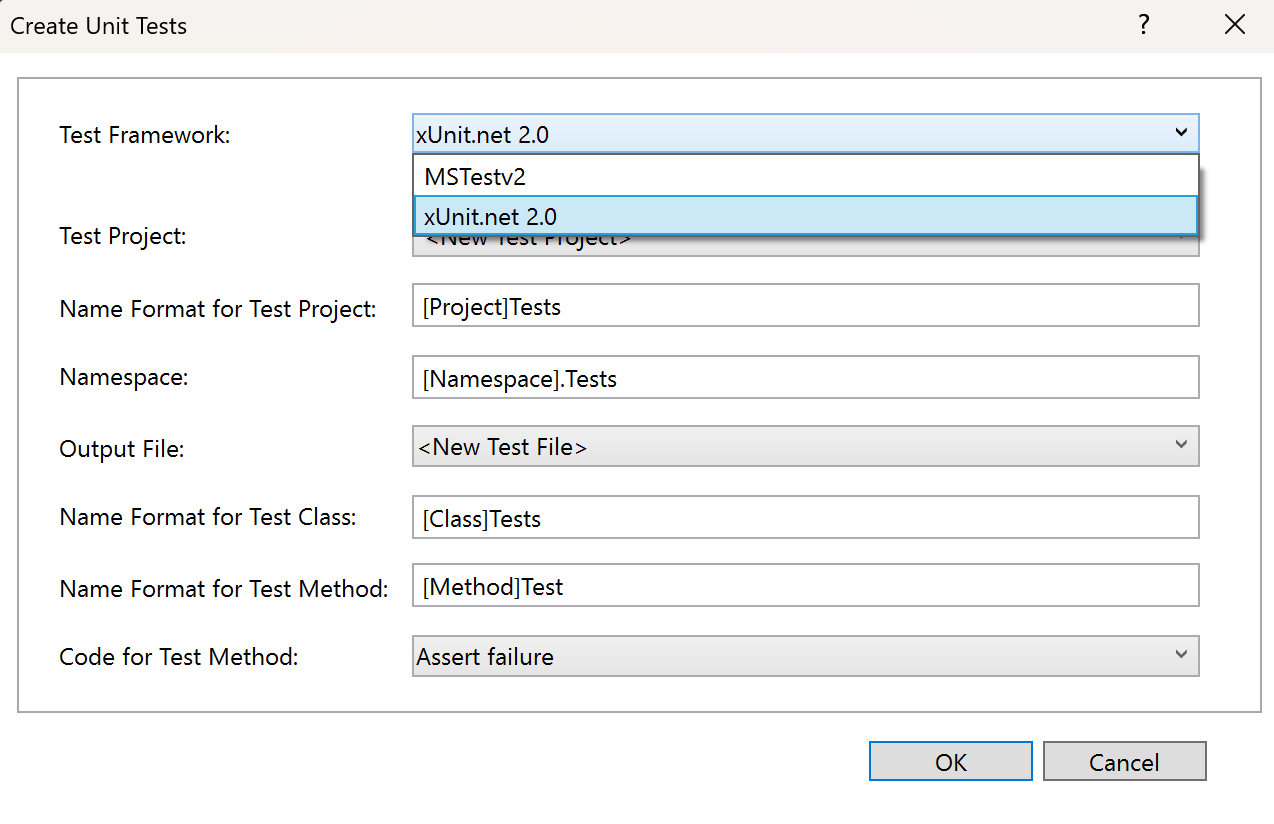 Create Unit Tests
?
Test Framework:
xUnit.net 2.0
MSTestv2
xUnit.net 2.0
Test Project:
<New Test Project>
Name Format for Test Project:
[Project]Tests
Namespace:
[Namespace].Tests
Output File:
<New Test File>
Name Format for Test Class:
[Class]Tests
Name Format for Test Method:
[Method]Test
Code for Test Method:
Assert failure
OK
Cancel